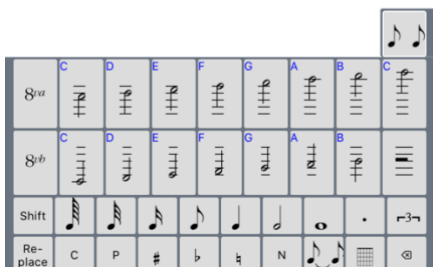 C D E F G A B C
8va
C D E F G A B
8vb
Shift 3
Re-
place C P N